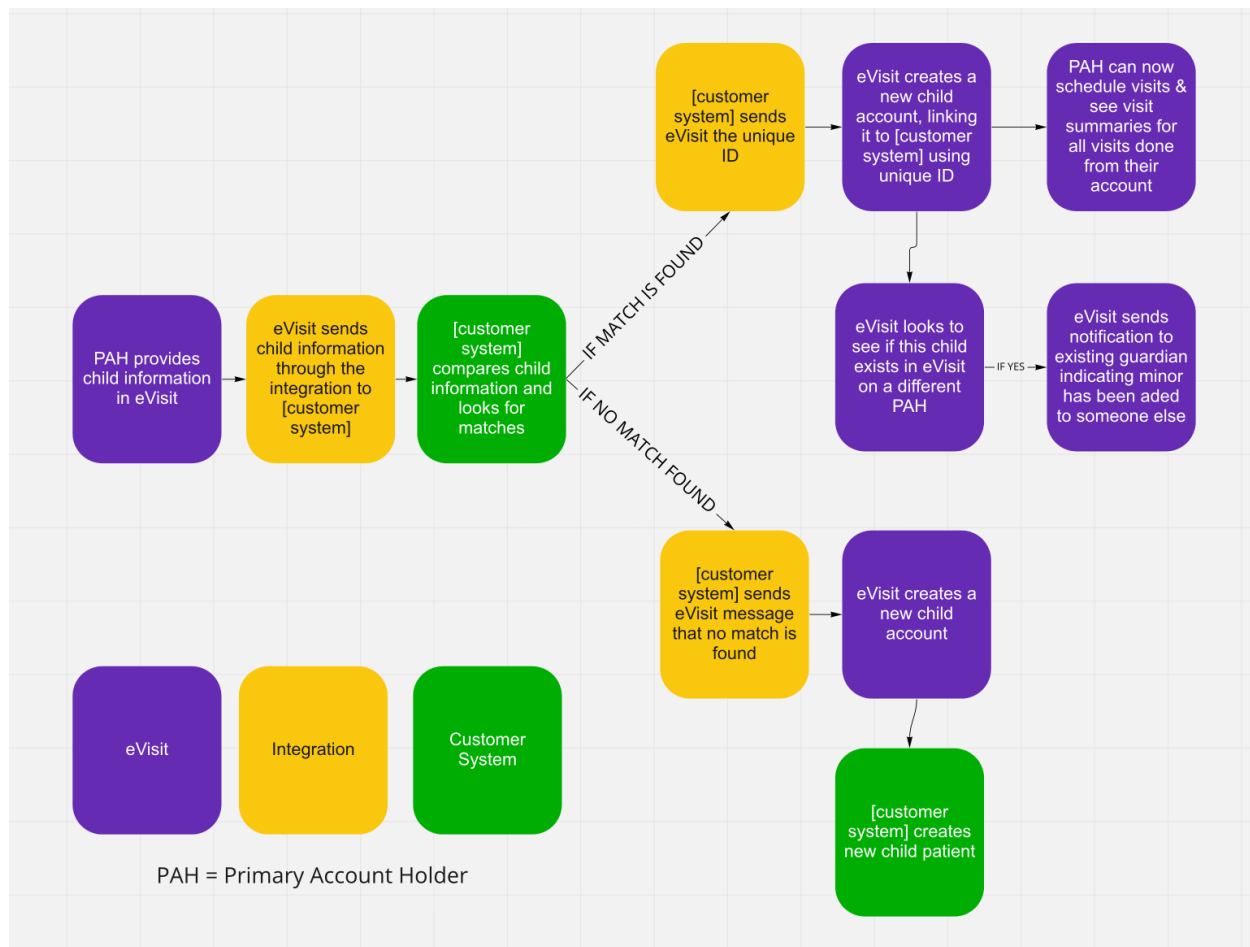 PAH provides
child information
in eVisit
eVisit sends
child information
through the
integration to
[customer
system]
[customer
system]
compares child
information and
looks for
matches
IF MATCH IS FOUND
[customer
system] sends
eVisit the unique
ID
eVisit creates a
new child
account, linking
it to [customer
system] using
unique ID
PAH can now
schedule visits &
see visit
summaries for
all visits done
from their
account
eVisit looks to
see if this child
exists in eVisit
on a different
PAH
IF YES
eVisit sends
notification to
existing guardian
indicating minor
has been aded
to someone else
IF NO MATCH FOUND
[customer
system] sends
eVisit message
that no match is
found
eVisit creates a
new child
account
[customer
system] creates
new child patient
eVisit
Integration
Customer
System
PAH = Primary Account Holder